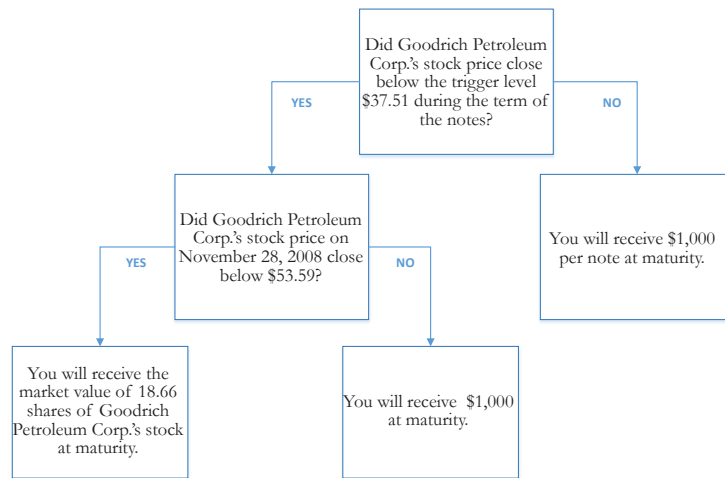 Did Goodrich Petroleum
Corp.'s stock price close
below the trigger level
$37.51 during the term of
the notes?
YES
NO
Did Goodrich Petroleum
Corp.'s stock price on
November 28, 2008 close
below $53.59?
You will receive $1,000
per note at maturity.
YES
NO
You will receive the
market value of 18.66
shares of Goodrich
Petroleum Corp.'s stock
at maturity.
You will receive $1,000
at maturity.